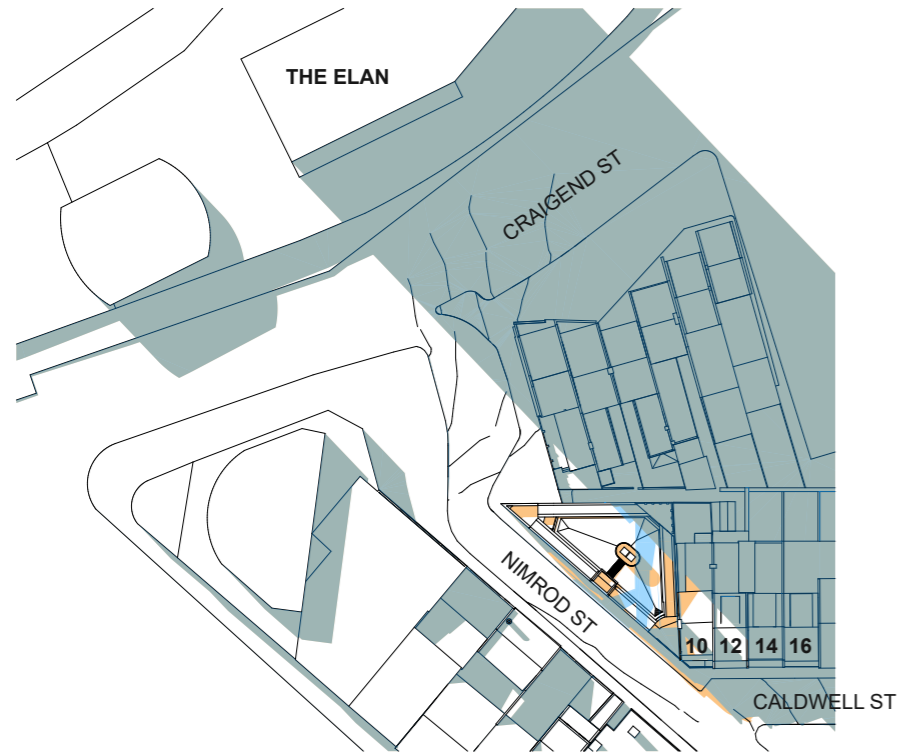 THE ELAN
CRAIGEND ST
NIMROD ST
10 12 14 16
CALDWELL ST